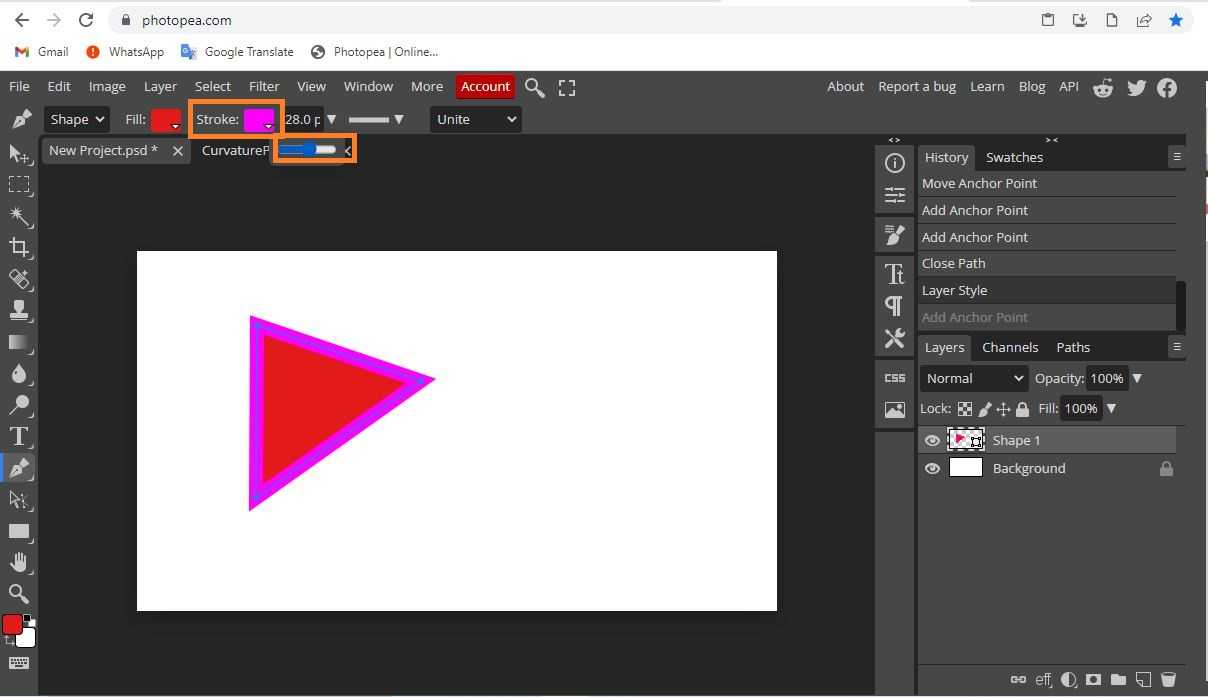 photopea.com
Gmail WhatsApp Google Translate Photopea | Online...
File Edit Image Layer Select Filter View Window More Account About Report a bug Learn Blog API
Shape Fill: Stroke: 28.0 p Unite
New Project.psd * CurvatureP
History Swatches
Move Anchor Point
Add Anchor Point
Add Anchor Point
Close Path
Layer Style
Add Anchor Point
Layers Channels Paths
CSS
Normal Opacity: 100%
Lock: Fill: 100%
Shape 1
Background
eff